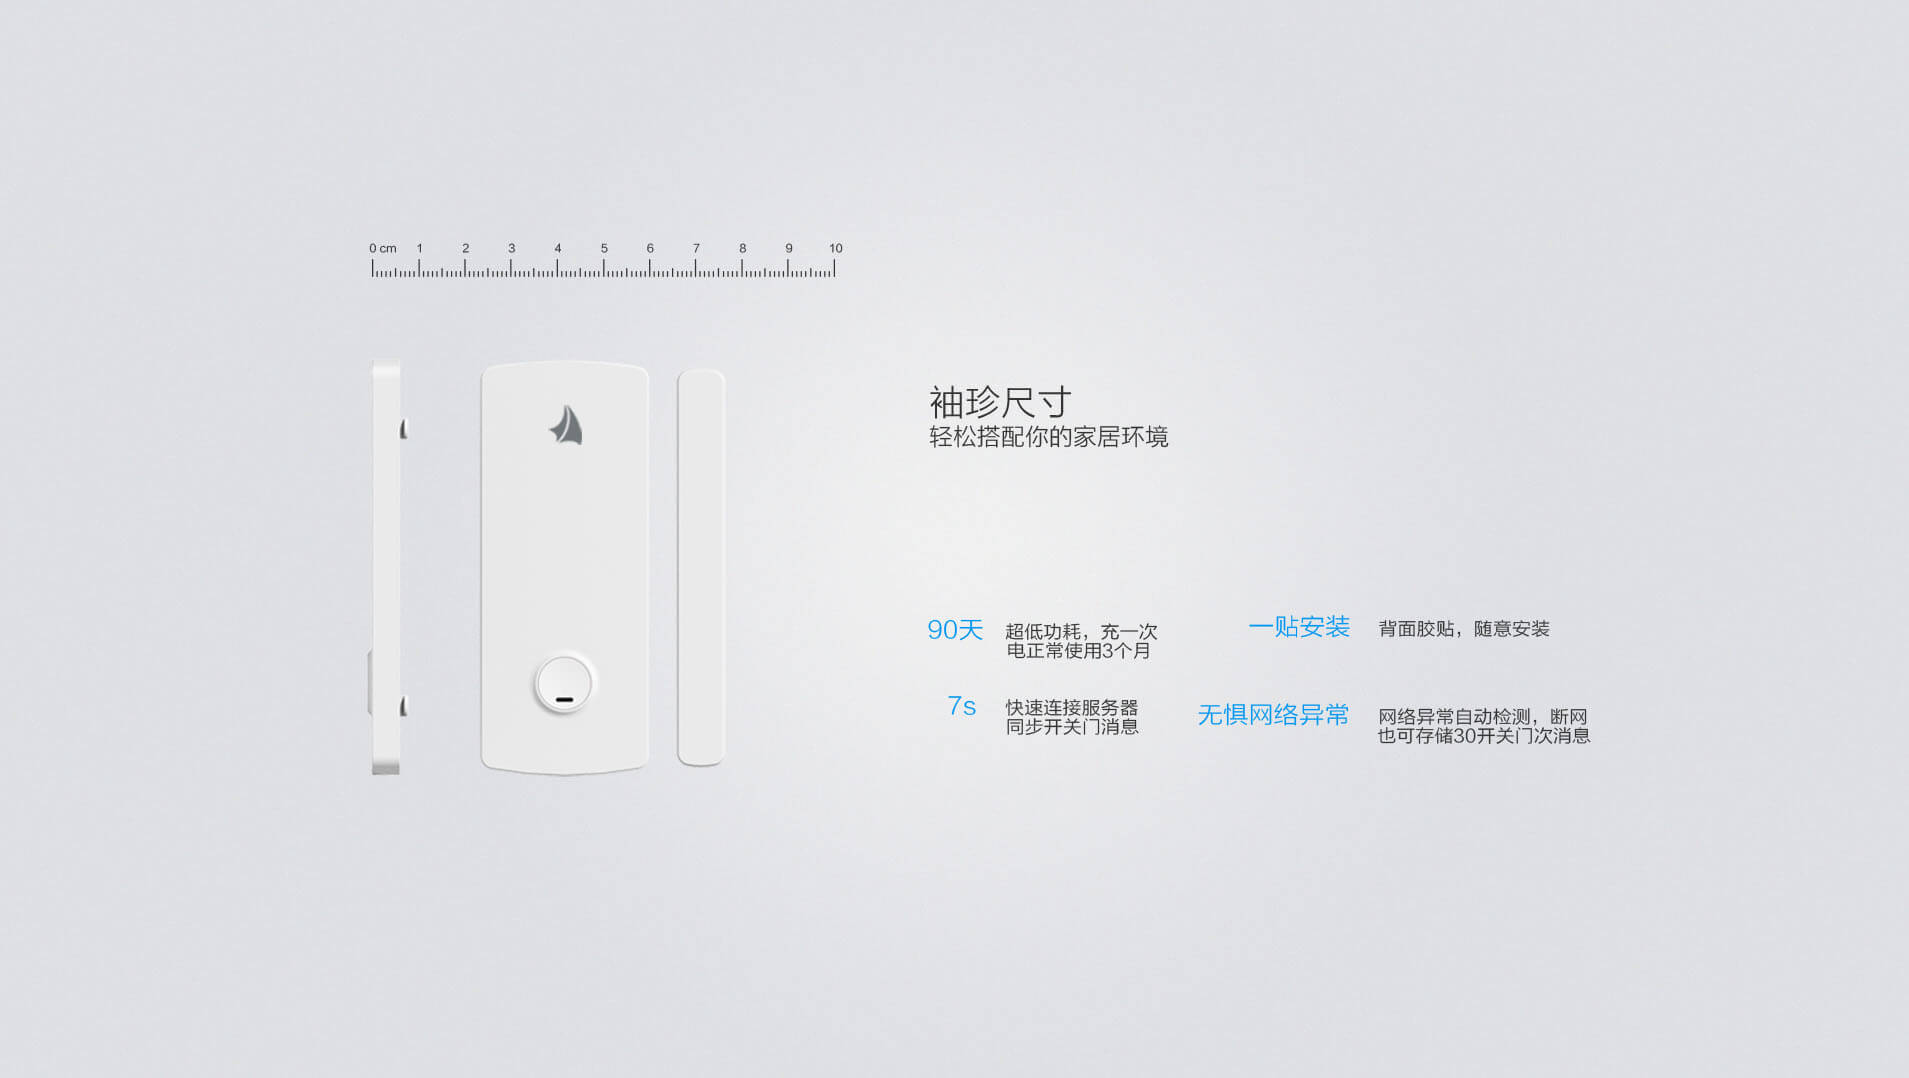 0 cm 1 2 3 4 5 6 7 8 9 10
袖珍尺寸
轻松搭配你的家居环境
90天
超低功耗，充一次
电正常使用3个月
一贴安装
背面胶贴，随意安装
7s
快速连接服务器
同步开关门消息
无惧网络异常
网络异常自动检测，断网
也可存储30开关门次消息